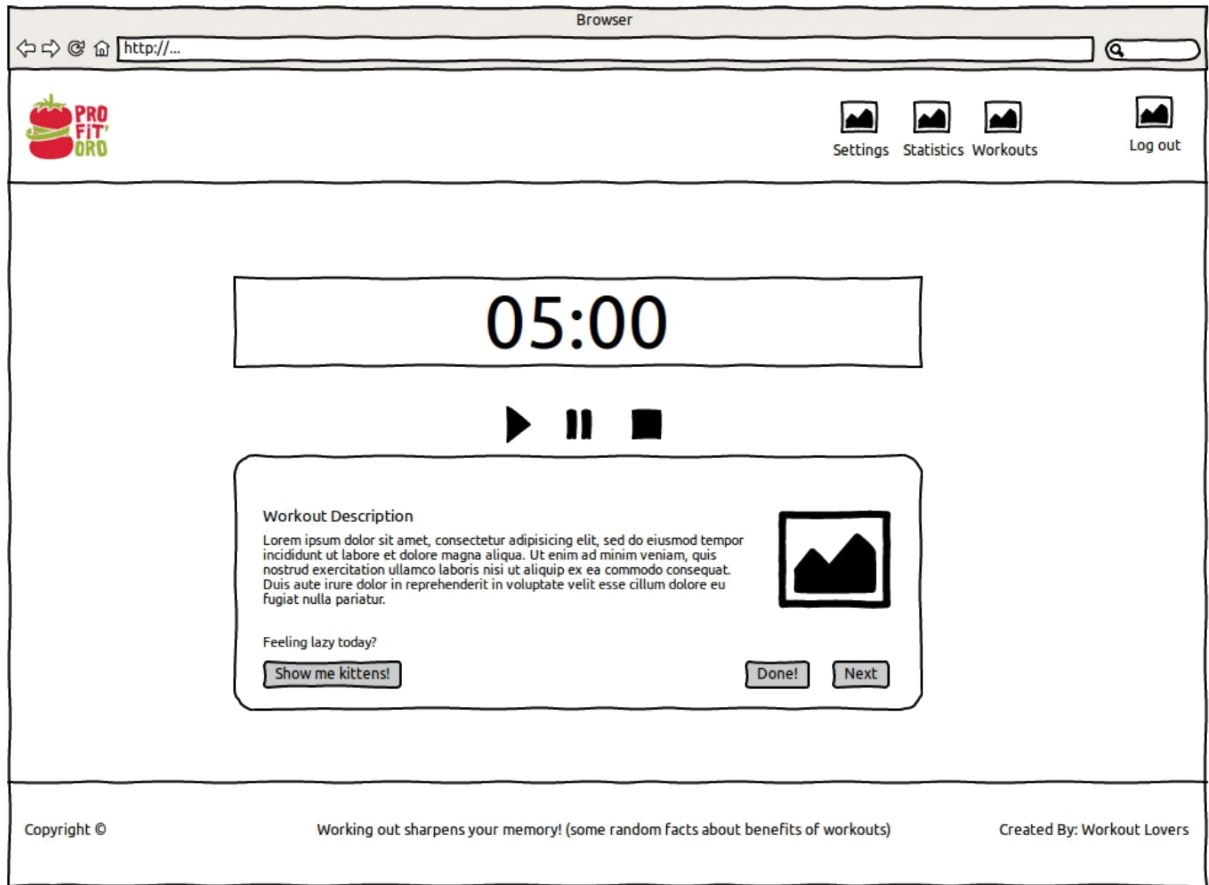 Browser
http://...
PRO
FIT'
ORO
Settings Statistics Workouts
Log out
05:00
Workout Description
Lorem ipsum dolor sit amet, consectetur adipisicing elit, sed do eiusmod tempor
incididunt ut labore et dolore magna aliqua. Ut enim ad minim veniam, quis
nostrud exercitation ullamco laboris nisi ut aliquip ex ea commodo consequat.
Duis aute irure dolor in reprehenderit in voluptate velit esse cillum dolore eu
fugiat nulla pariatur.
Feeling lazy today?
Show me kittens! Done! Next
Copyright © Working out sharpens your memory! (some random facts about benefits of workouts) Created By: Workout Lovers